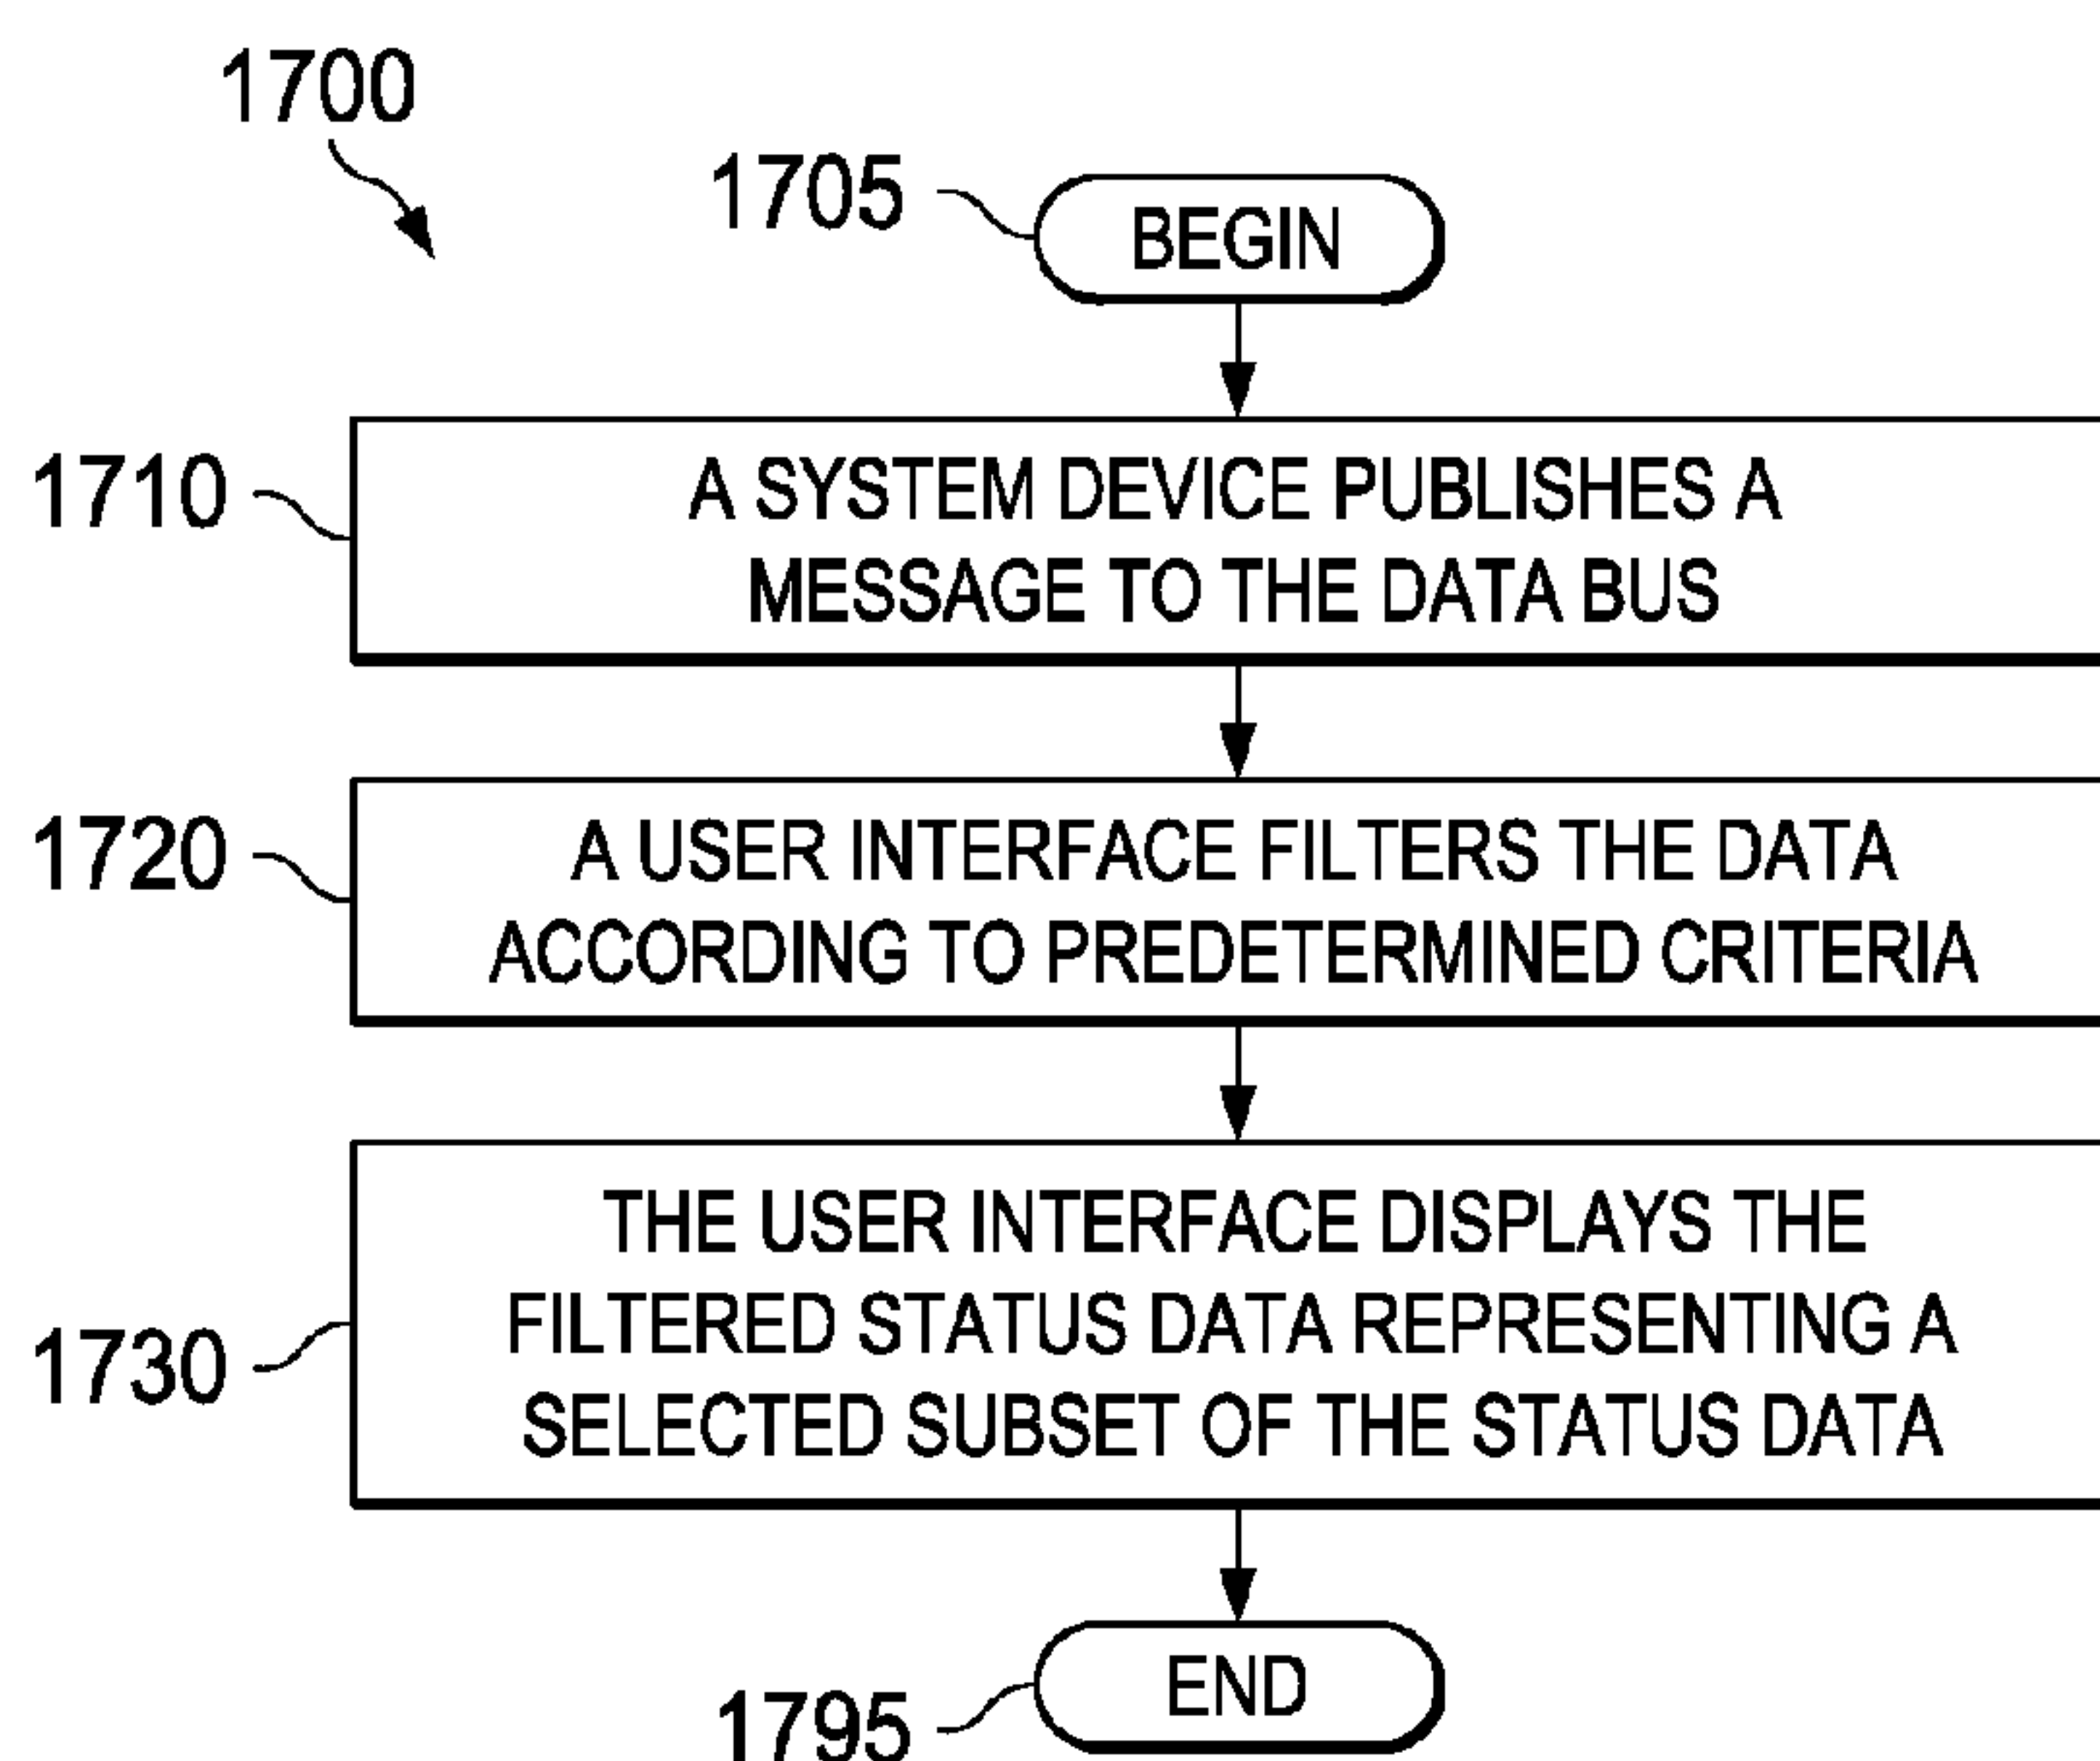 1700
1705
BEGIN
1710
A SYSTEM DEVICE PUBLISHES A
MESSAGE TO THE DATA BUS
1720
A USER INTERFACE FILTERS THE DATA
ACCORDING TO PREDETERMINED CRITERIA
1730
THE USER INTERFACE DISPLAYS THE
FILTERED STATUS DATA REPRESENTING A
SELECTED SUBSET OF THE STATUS DATA
1795
END